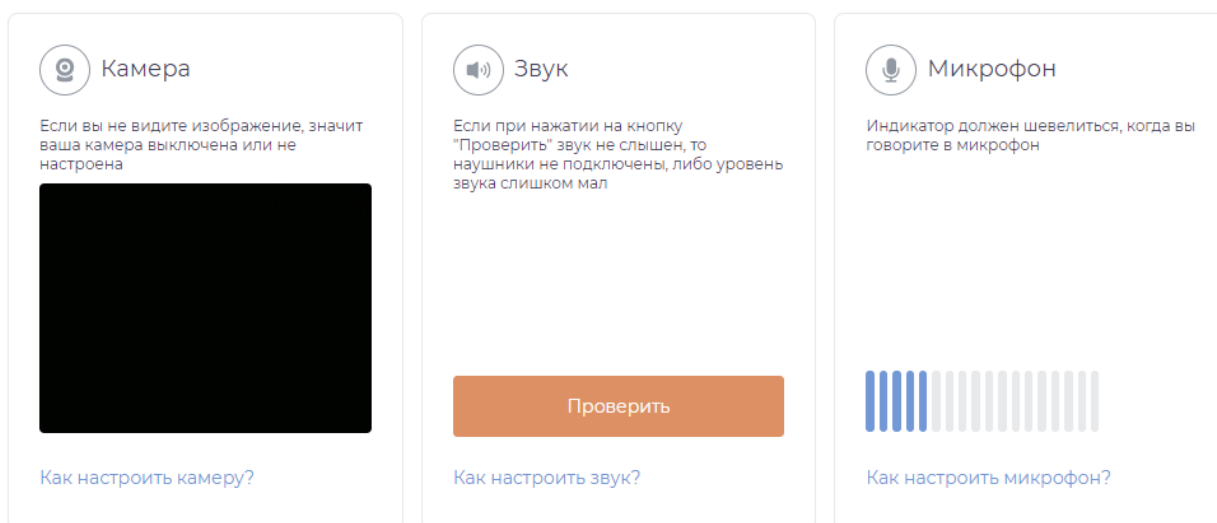 Камера
Если вы не видите изображение, значит
ваша камера выключена или не
настроена
Как настроить камеру?
Звук
Если при нажатии на кнопку
"Проверить" звук не слышен, то
наушники не подключены, либо уровень
звука слишком мал
Проверить
Как настроить звук?
Микрофон
Индикатор должен шевелиться, когда вы
говорите в микрофон
Как настроить микрофон?